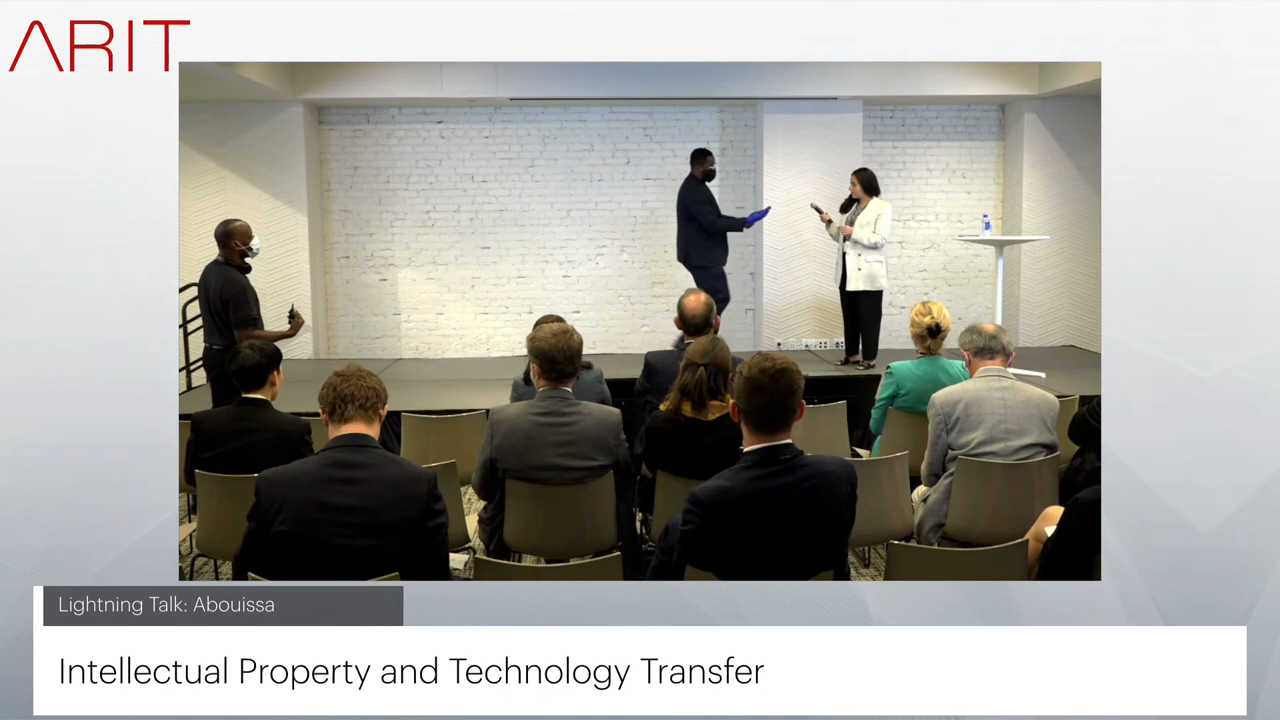 ARIT
Lightning Talk: Abouissa
Intellectual Property and Technology Transfer